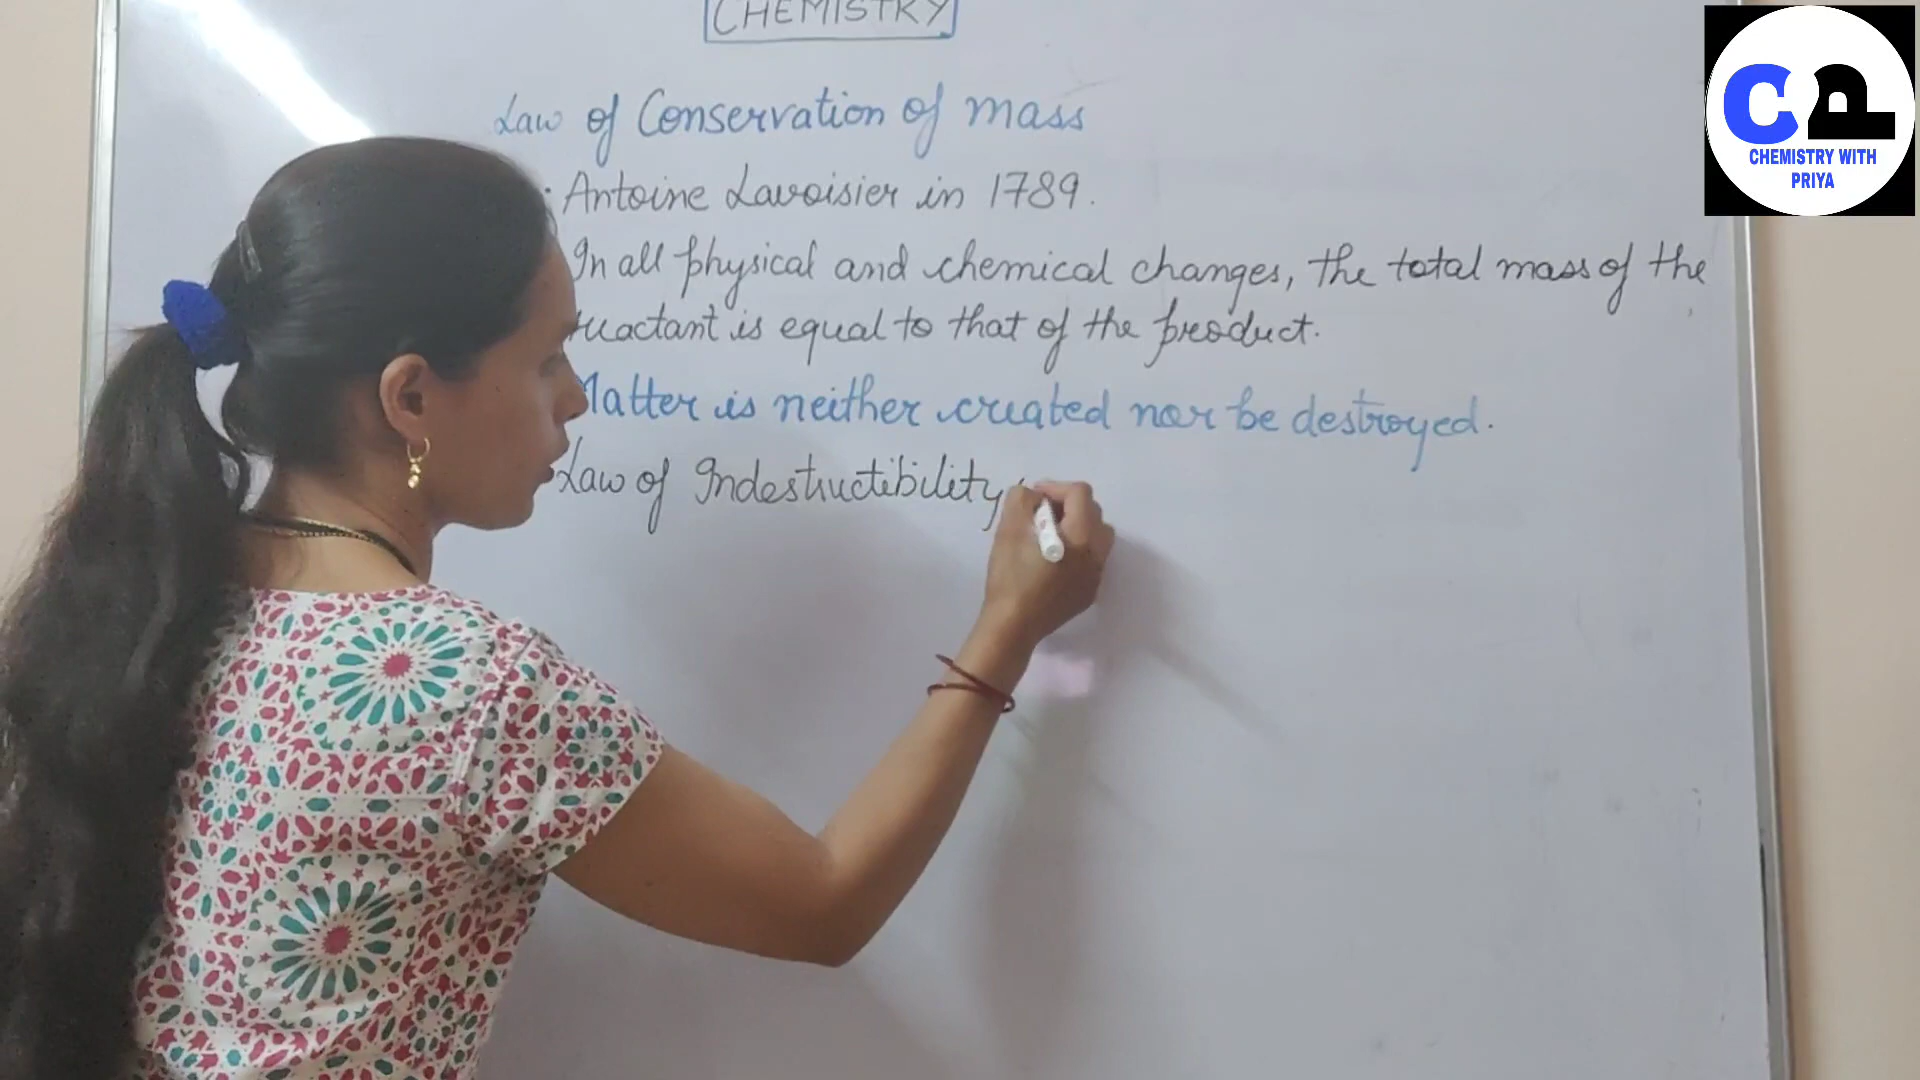 CHEMISTRY
Law of Conservation of mass
Antoine Lavoisier in 1789.
In all physical and chemical changes, the total mass of the
reactant is equal to that of the product.
Matter is neither created nor be destroyed.
Law of Indestructibility
CP
CHEMISTRY WITH
PRIYA